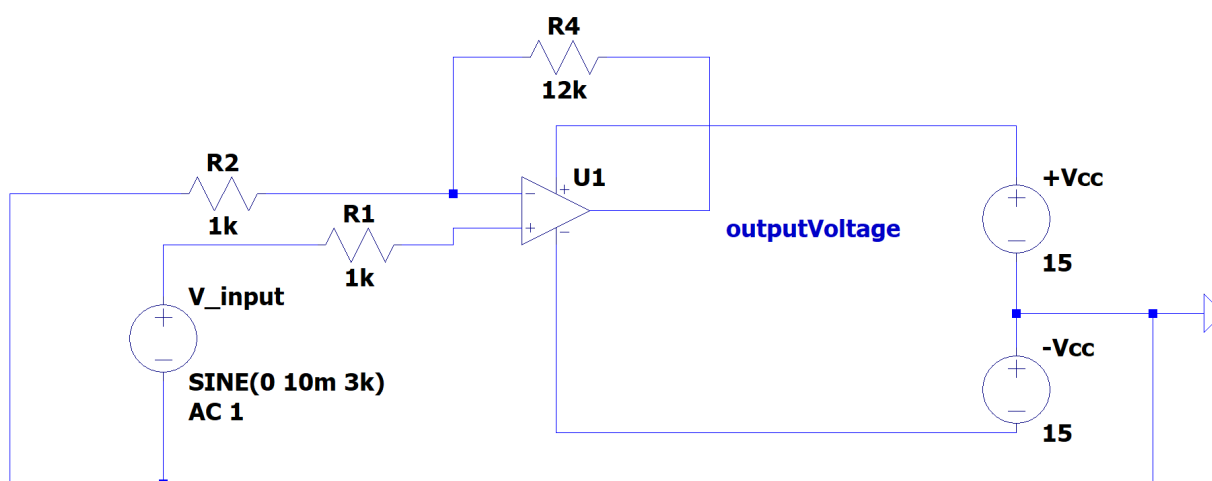 R4
12k
R2
1k
U1
+Vcc
R1
1k
outputVoltage
15
V_input
-Vcc
SINE(0 10m 3k)
AC 1
15